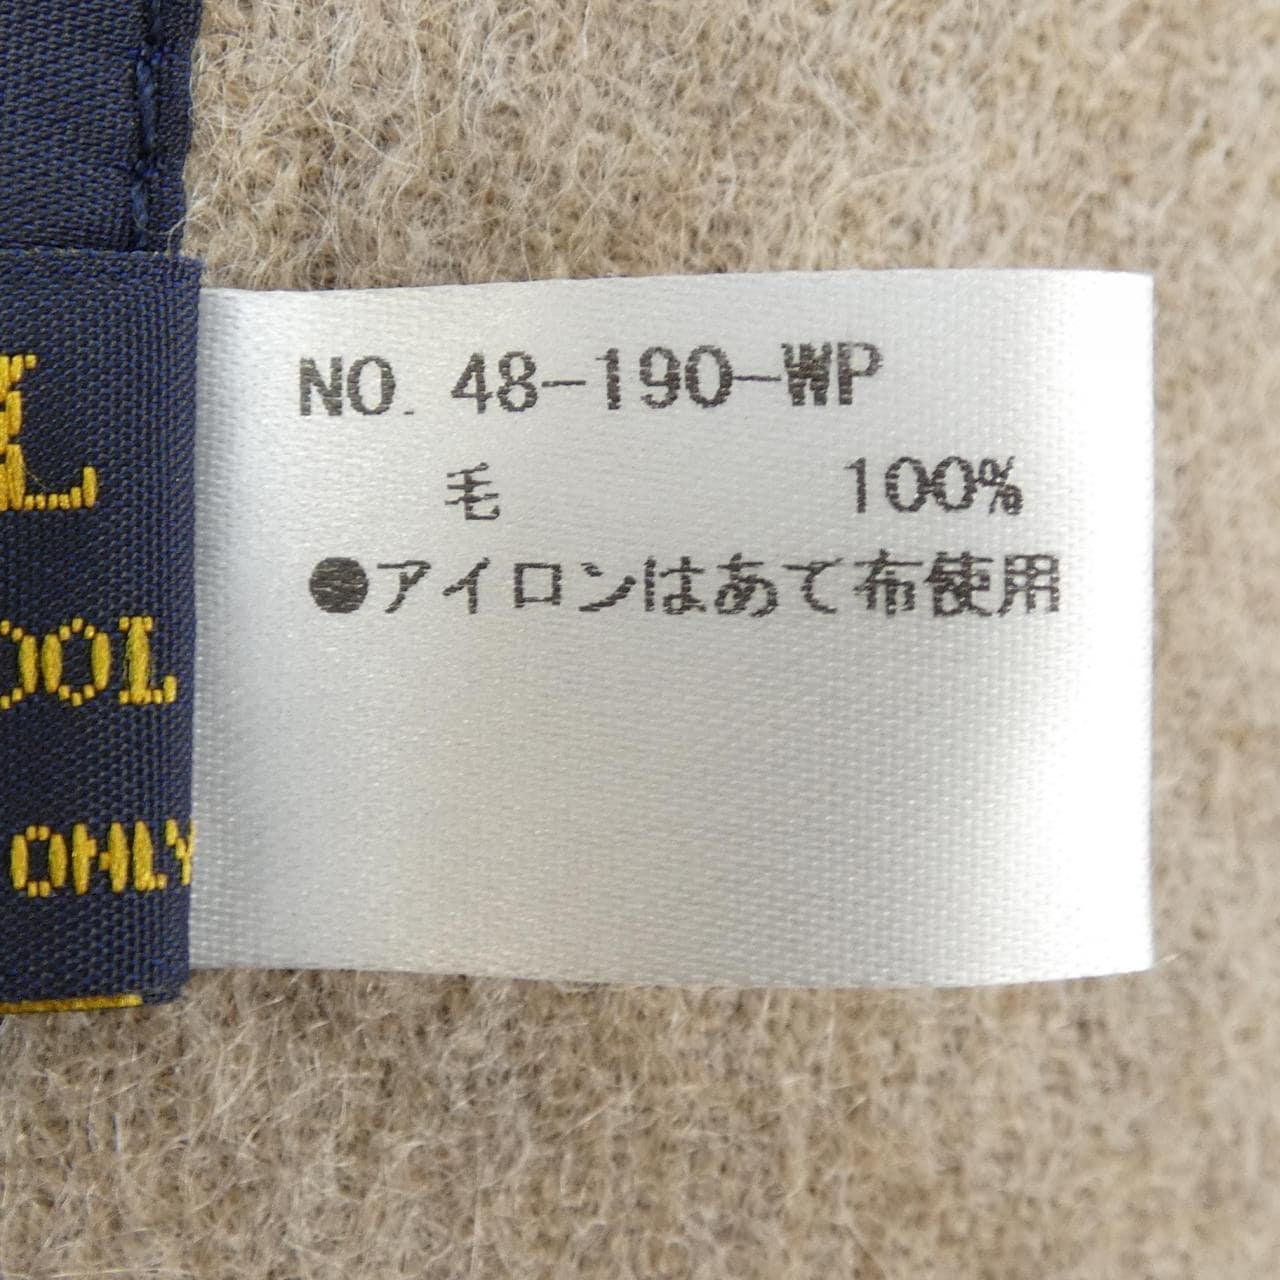 NO. 48-190-WP
毛 100%
●アイロンはあて布使用
L
OOL
ONLY